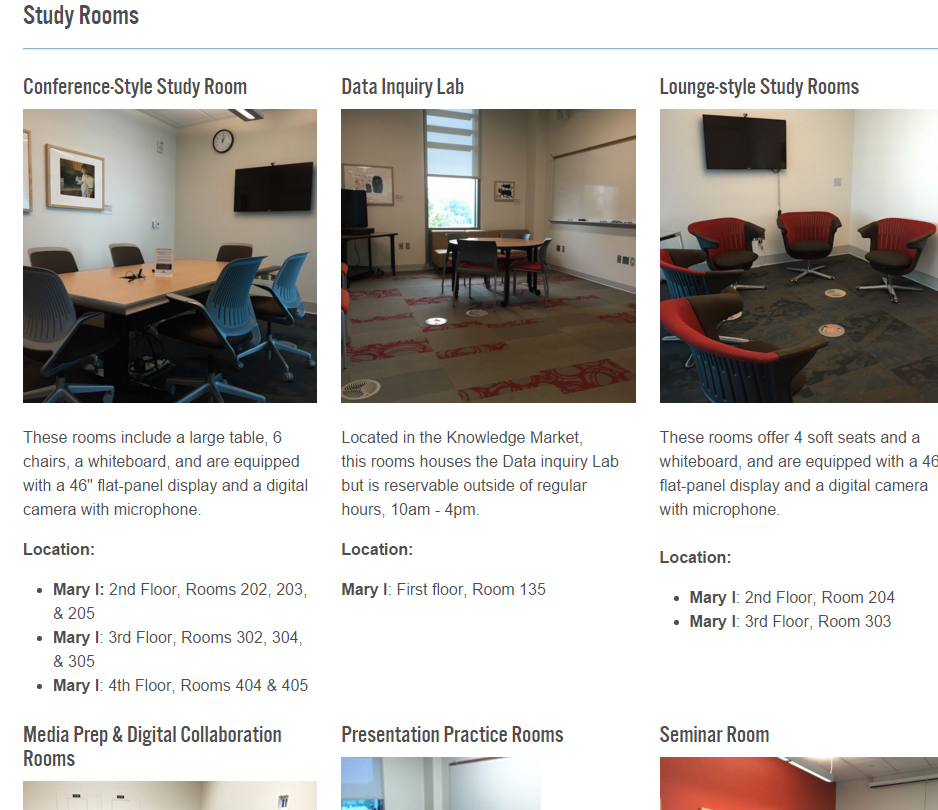 Study Rooms
Conference-Style Study Room
These rooms include a large table, 6
chairs, a whiteboard, and are equipped
with a 46" flat-panel display and a digital
camera with microphone.
Location:
• Mary I: 2nd Floor, Rooms 202, 203,
& 205
• Mary I: 3rd Floor, Rooms 302, 304,
& 305
• Mary I: 4th Floor, Rooms 404 & 405
Data Inquiry Lab
Located in the Knowledge Market,
this rooms houses the Data inquiry Lab
but is reservable outside of regular
hours, 10am - 4pm.
Location:
Mary I: First floor, Room 135
Lounge-style Study Rooms
These rooms offer 4 soft seats and a
whiteboard, and are equipped with a 46
flat-panel display and a digital camera
with microphone.
Location:
• Mary I: 2nd Floor, Room 204
• Mary I: 3rd Floor, Room 303
Media Prep & Digital Collaboration
Rooms
Presentation Practice Rooms
Seminar Room